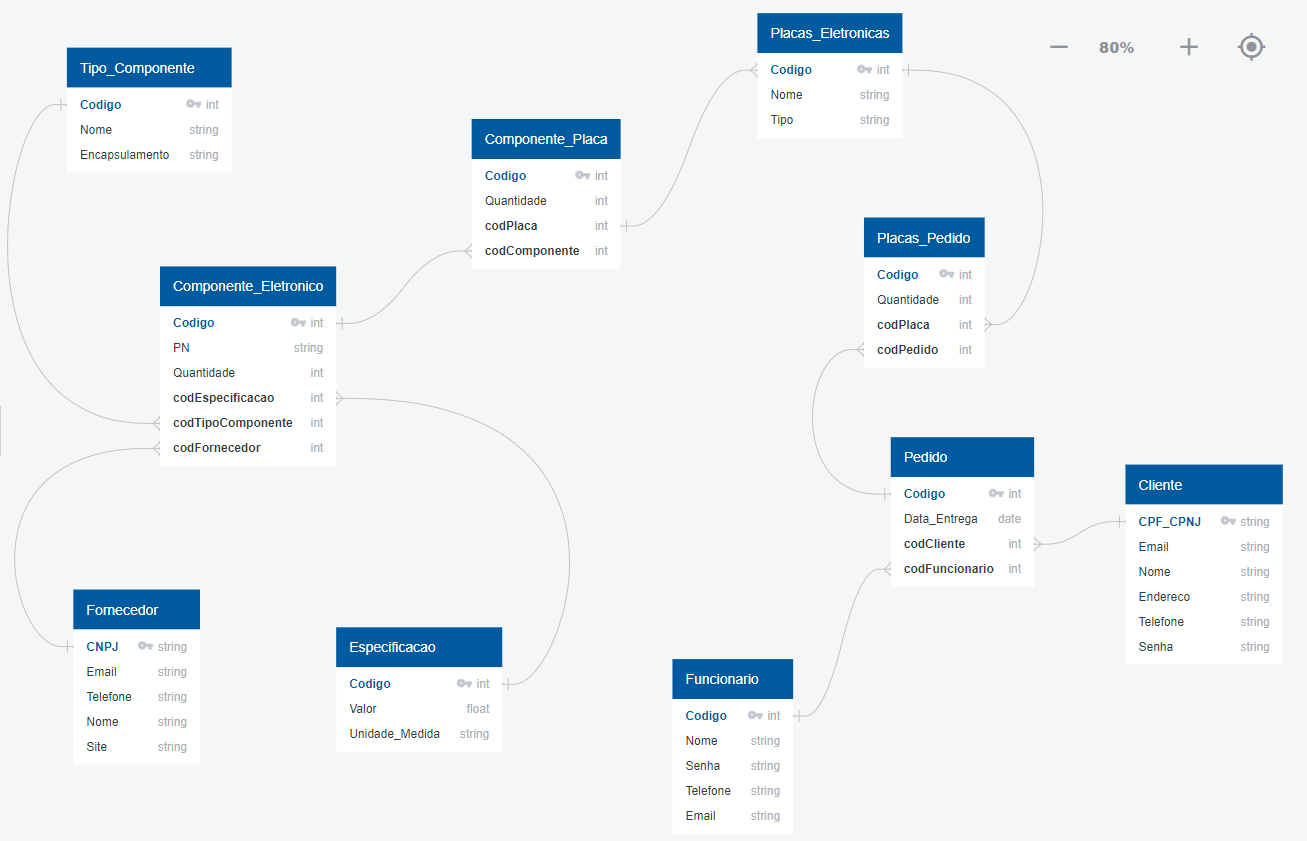 80%
Tipo_Componente
Codigo int
Nome string
Encapsulamento string
Componente_Placa
Codigo int
Quantidade int
codPlaca int
codComponente int
Placas_Eletronicas
Codigo int
Nome string
Tipo string
Placas_Pedido
Codigo int
Quantidade int
codPlaca int
codPedido int
Componente_Eletronico
Codigo int
PN string
Quantidade int
codEspecificacao int
codTipoComponente int
codFornecedor int
Pedido
Codigo int
Data_Entrega date
codCliente int
codFuncionario int
Cliente
CPF_CPNJ string
Email string
Nome string
Endereco string
Telefone string
Senha string
Fornecedor
CNPJ string
Email string
Telefone string
Nome string
Site string
Especificacao
Codigo int
Valor float
Unidade_Medida string
Funcionario
Codigo int
Nome string
Senha string
Telefone string
Email string